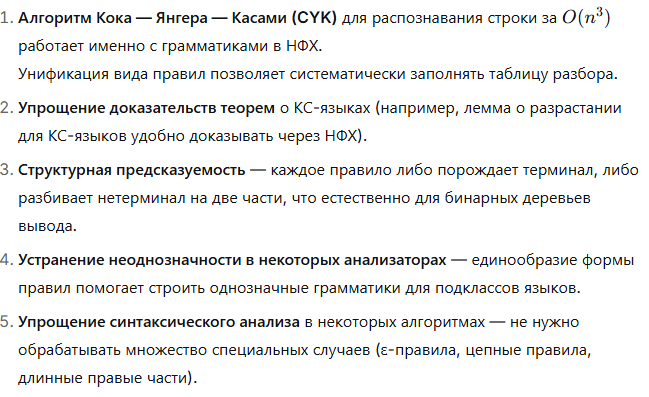 1. Алгоритм Кока — Янгера — Касами (CYK) для распознавания строки за O(n³)
работает именно с грамматиками в НФХ.
Унификация вида правил позволяет систематически заполнять таблицу разбора.
2. Упрощение доказательств теорем о КС-языках (например, лемма о разрастании
для КС-языков удобно доказывать через НФХ).
3. Структурная предсказуемость — каждое правило либо порождает терминал, либо
разбивает нетерминал на две части, что естественно для бинарных деревьев
вывода.
4. Устранение неоднозначности в некоторых анализаторах — единообразие формы
правил помогает строить однозначные грамматики для подклассов языков.
5. Упрощение синтаксического анализа в некоторых алгоритмах — не нужно
обрабатывать множество специальных случаев (ε-правила, цепные правила,
длинные правые части).